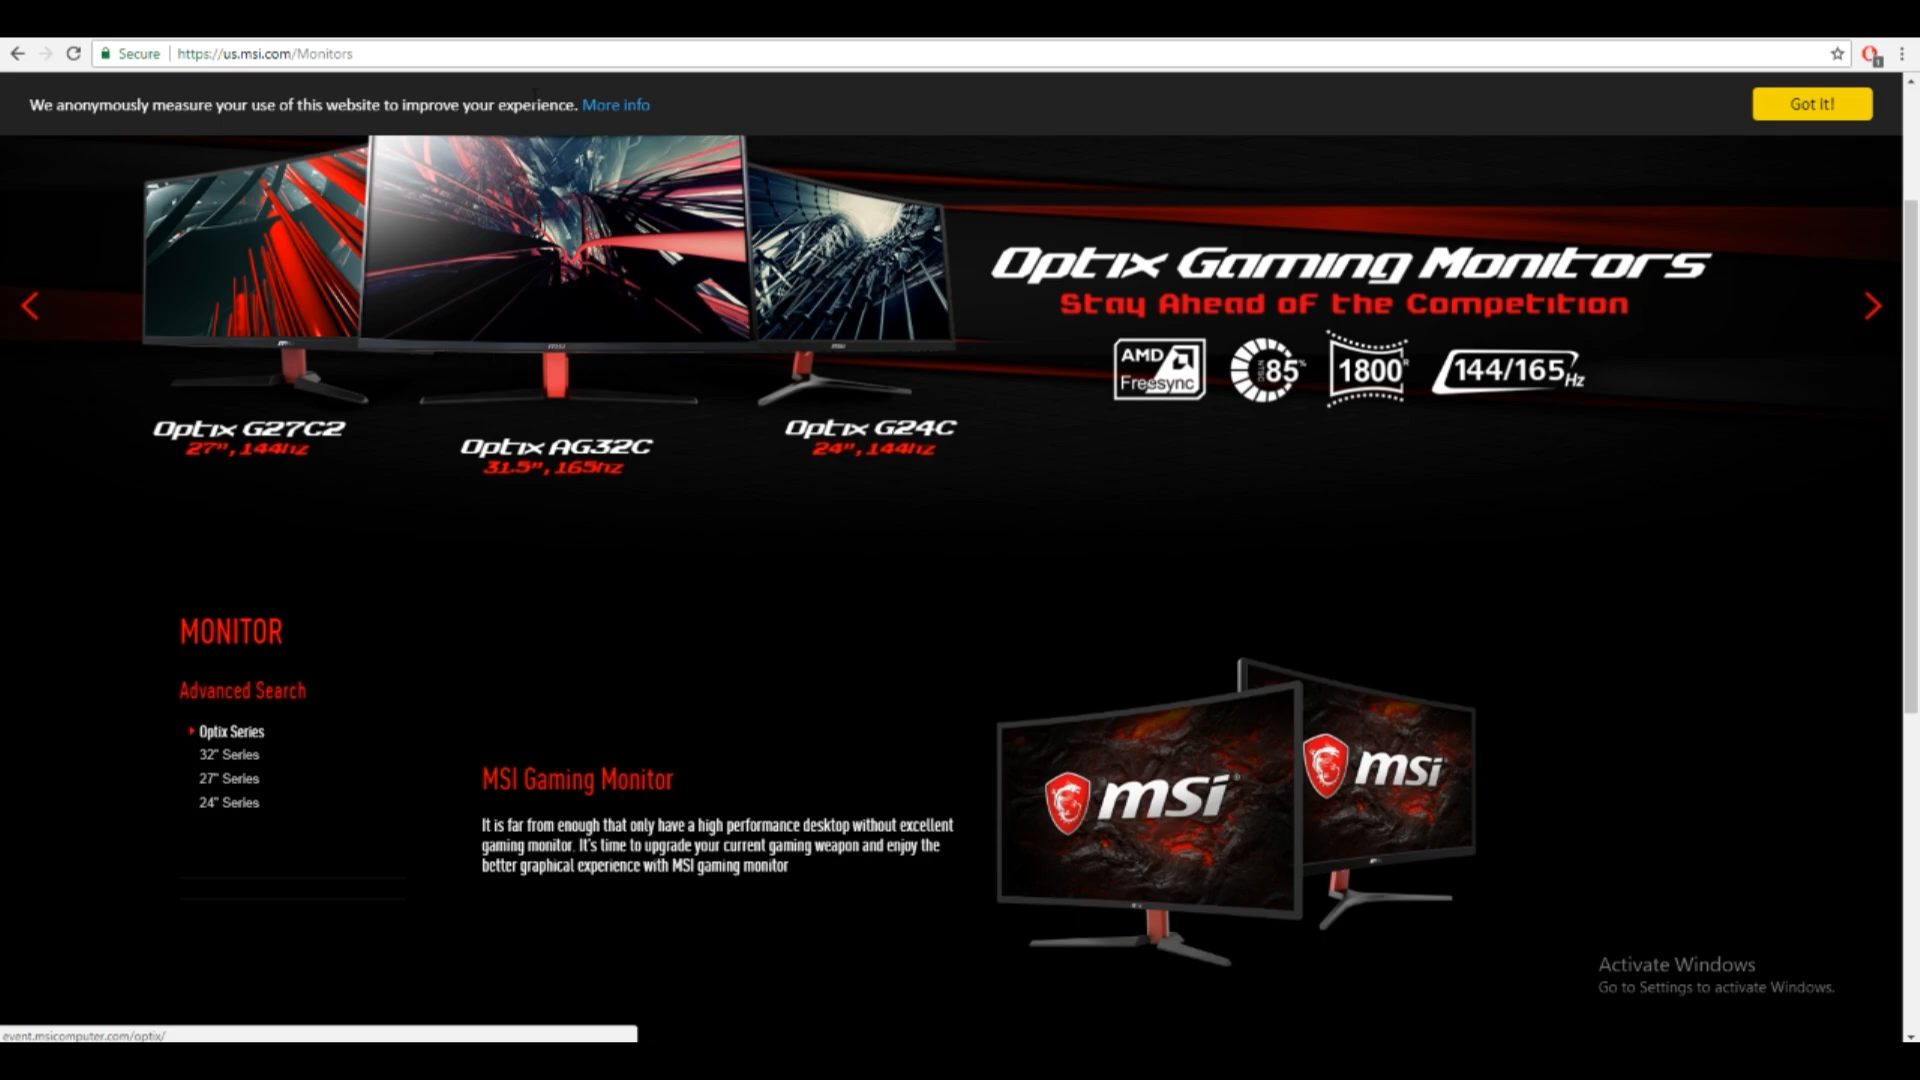 Secure https://us.msi.com/Monitors
1
We anonymously measure your use of this website to improve your experience. More info
Got it!
Optix Gaming Monitors
Stay Ahead of the Competition
AMD
Freesync
85%
1800R
144/165Hz
msi
Optix G27C2
27", 144hz
Optix AG32C
31.5", 165hz
Optix G24C
24", 144hz
MONITOR
Advanced Search
Optix Series
32" Series
27" Series
24" Series
MSI Gaming Monitor
It is far from enough that only have a high performance desktop without excellent
gaming monitor. It's time to upgrade your current gaming weapon and enjoy the
better graphical experience with MSI gaming monitor
msi
msi
Activate Windows
Go to Settings to activate Windows.
event.msicomputer.com/optix/